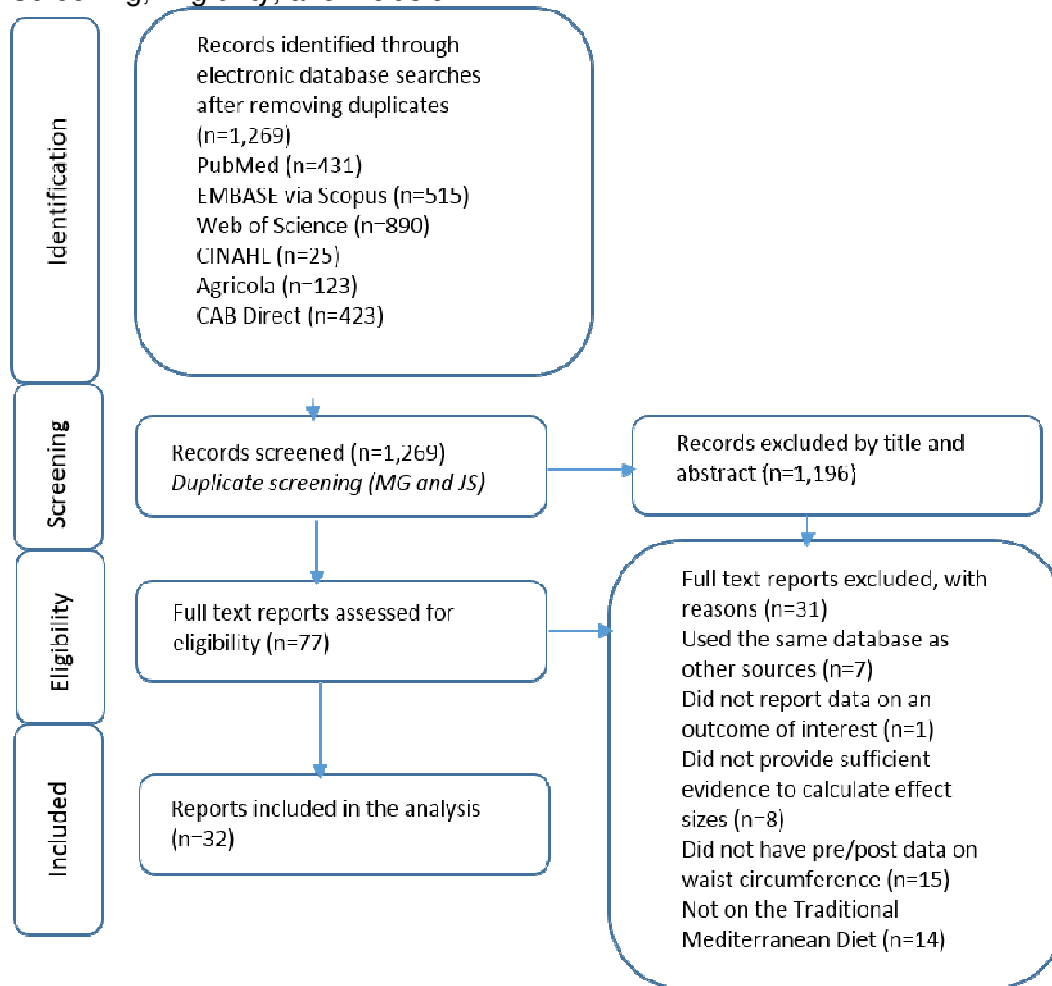 Identification
Records identified through
electronic database searches
after removing duplicates
(n=1,269)
PubMed (n=431)
EMBASE via Scopus (n=515)
Web of Science (n=890)
CINAHL (n=25)
Agricola (n=123)
CAB Direct (n=423)
Screening
Records screened (n=1,269)
Duplicate screening (MG and JS)
Records excluded by title and
abstract (n=1,196)
Eligibility
Full text reports assessed for
eligibility (n=77)
Full text reports excluded, with
reasons (n=31)
Used the same database as
other sources (n=7)
Did not report data on an
outcome of interest (n=1)
Did not provide sufficient
evidence to calculate effect
sizes (n=8)
Did not have pre/post data on
waist circumference (n=15)
Not on the Traditional
Mediterranean Diet (n=14)
Included
Reports included in the analysis
(n=32)